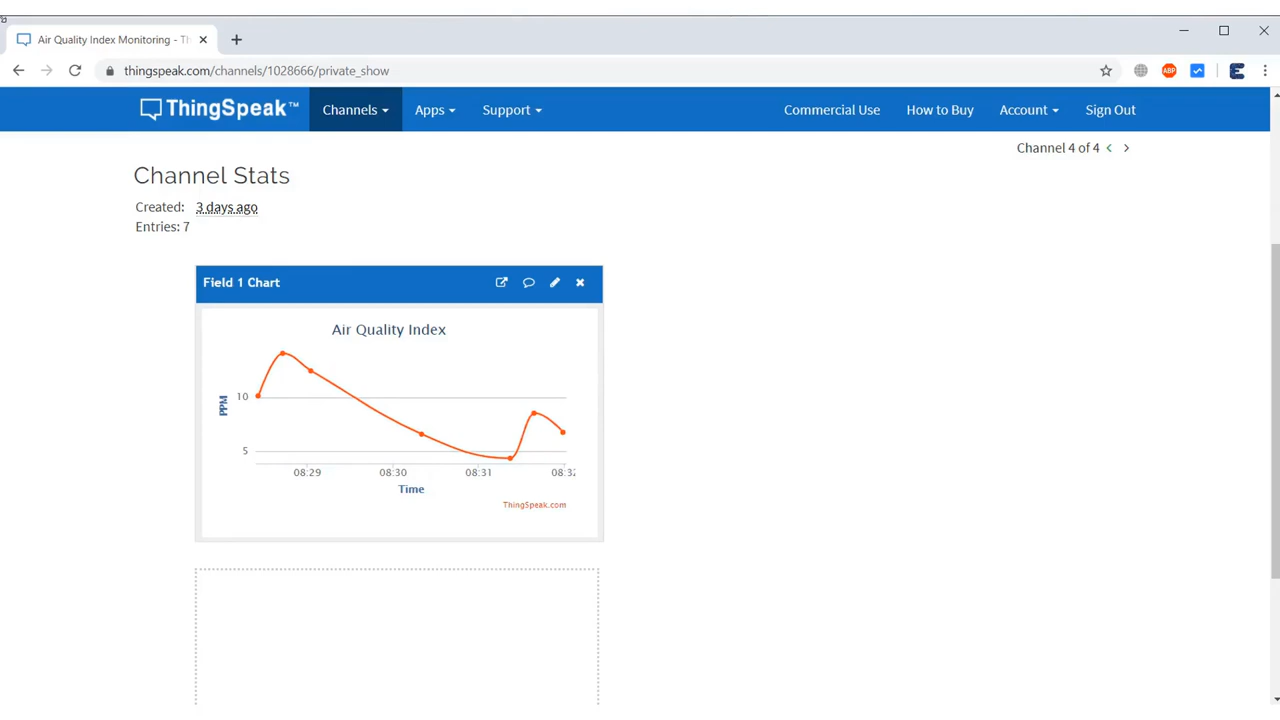 Air Quality Index Monitoring - Th
thingspeak.com/channels/1028666/private_show
ABP
ThingSpeak™ Channels Apps Support Commercial Use How to Buy Account Sign Out
Channel 4 of 4
Channel Stats
Created: 3 days ago
Entries: 7
Field 1 Chart
Air Quality Index
PPM
10
5
08:29 08:30 08:31 08:32
Time
ThingSpeak.com